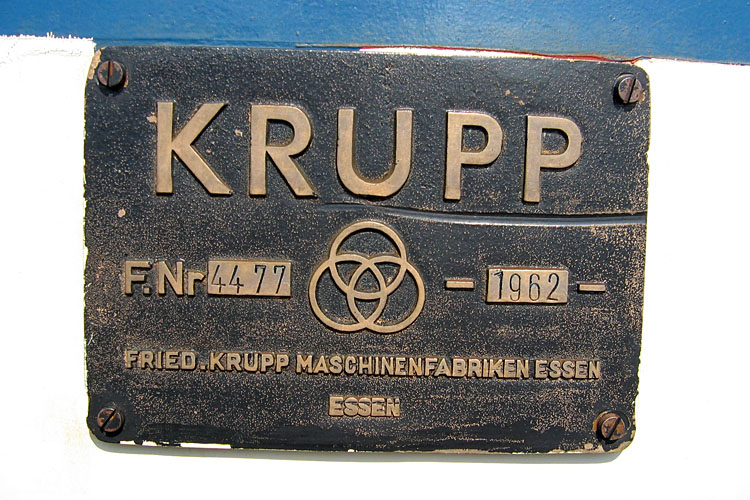 KRUPP
F.Nr 4477 – 1962 –
FRIED.KRUPP MASCHINENFABRIKEN ESSEN
ESSEN